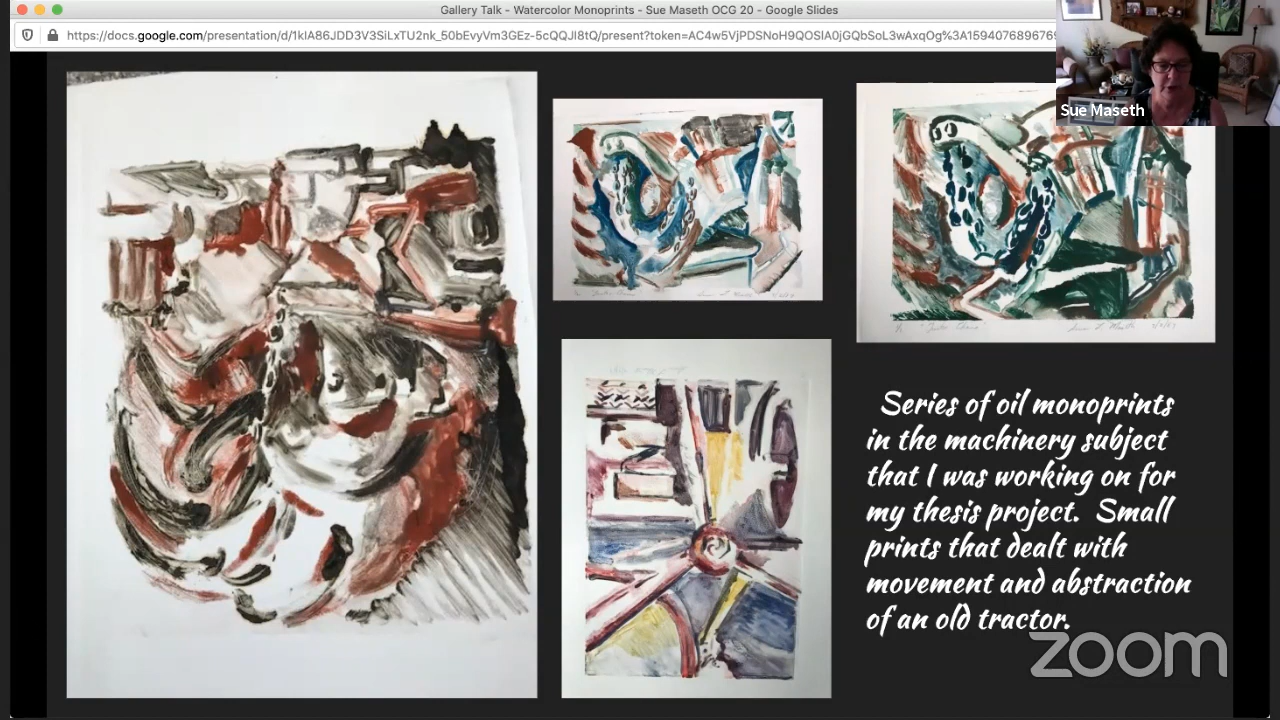 Gallery Talk - Watercolor Monoprints - Sue Maseth OCG 20 - Google Slides
Sue Maseth
Series of oil monoprints
in the machinery subject
that I was working on for
my thesis project. Small
prints that dealt with
movement and abstraction
of an old tractor.
zoom